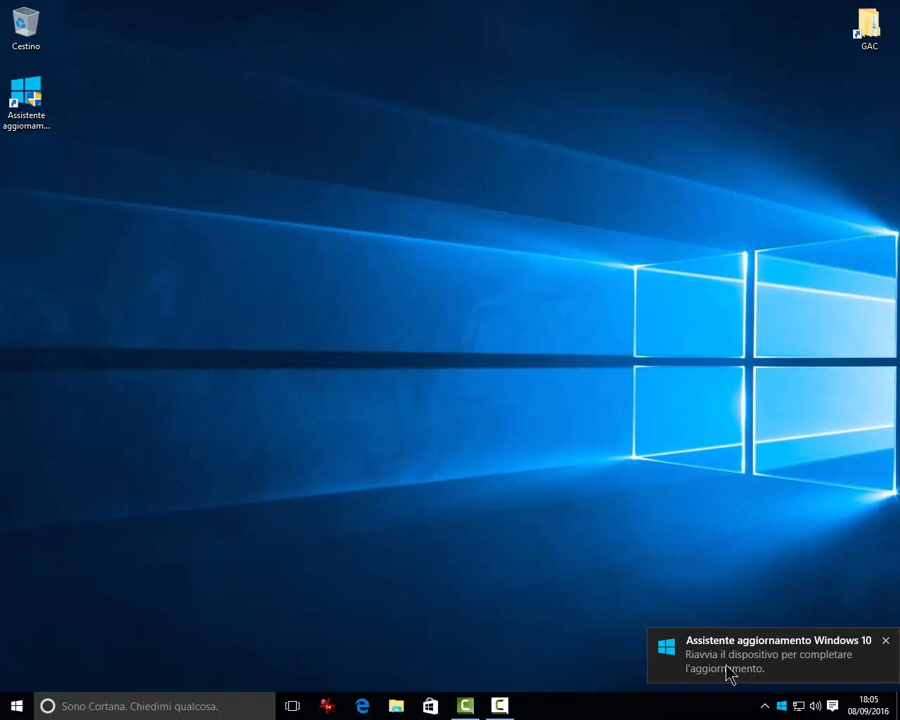 Cestino
GAC
Assistente
aggiornam...
Assistente aggiornamento Windows 10
Riavvia il dispositivo per completare
l'aggiornamento.
Sono Cortana. Chiedimi qualcosa.
18:05
08/09/2016